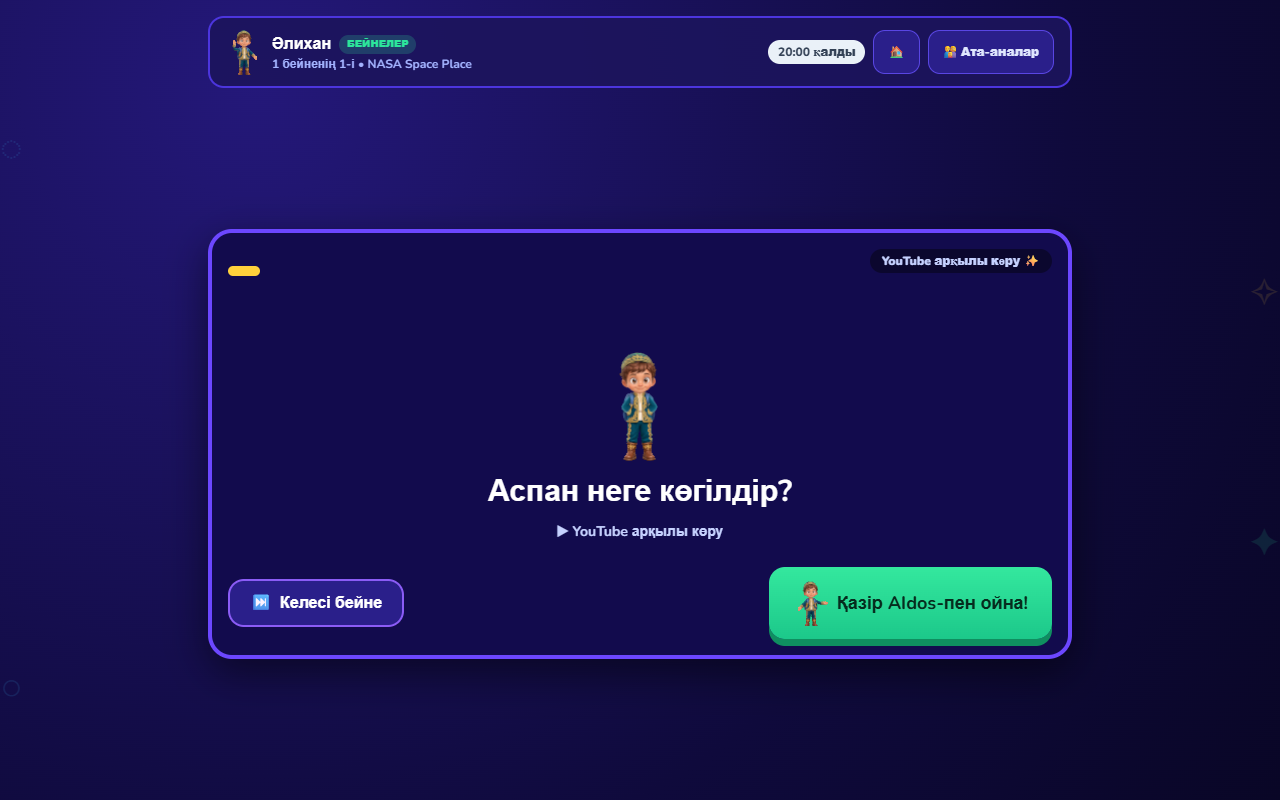 Әлихан БЕЙНЕЛЕР
1 бейненің 1-і • NASA Space Place
20:00 қалды
Ата-аналар
YouTube арқылы көру ✨
Аспан неге көгілдір?
▶ YouTube арқылы көру
⏭ Келесі бейне
Қазір Aldos-пен ойна!